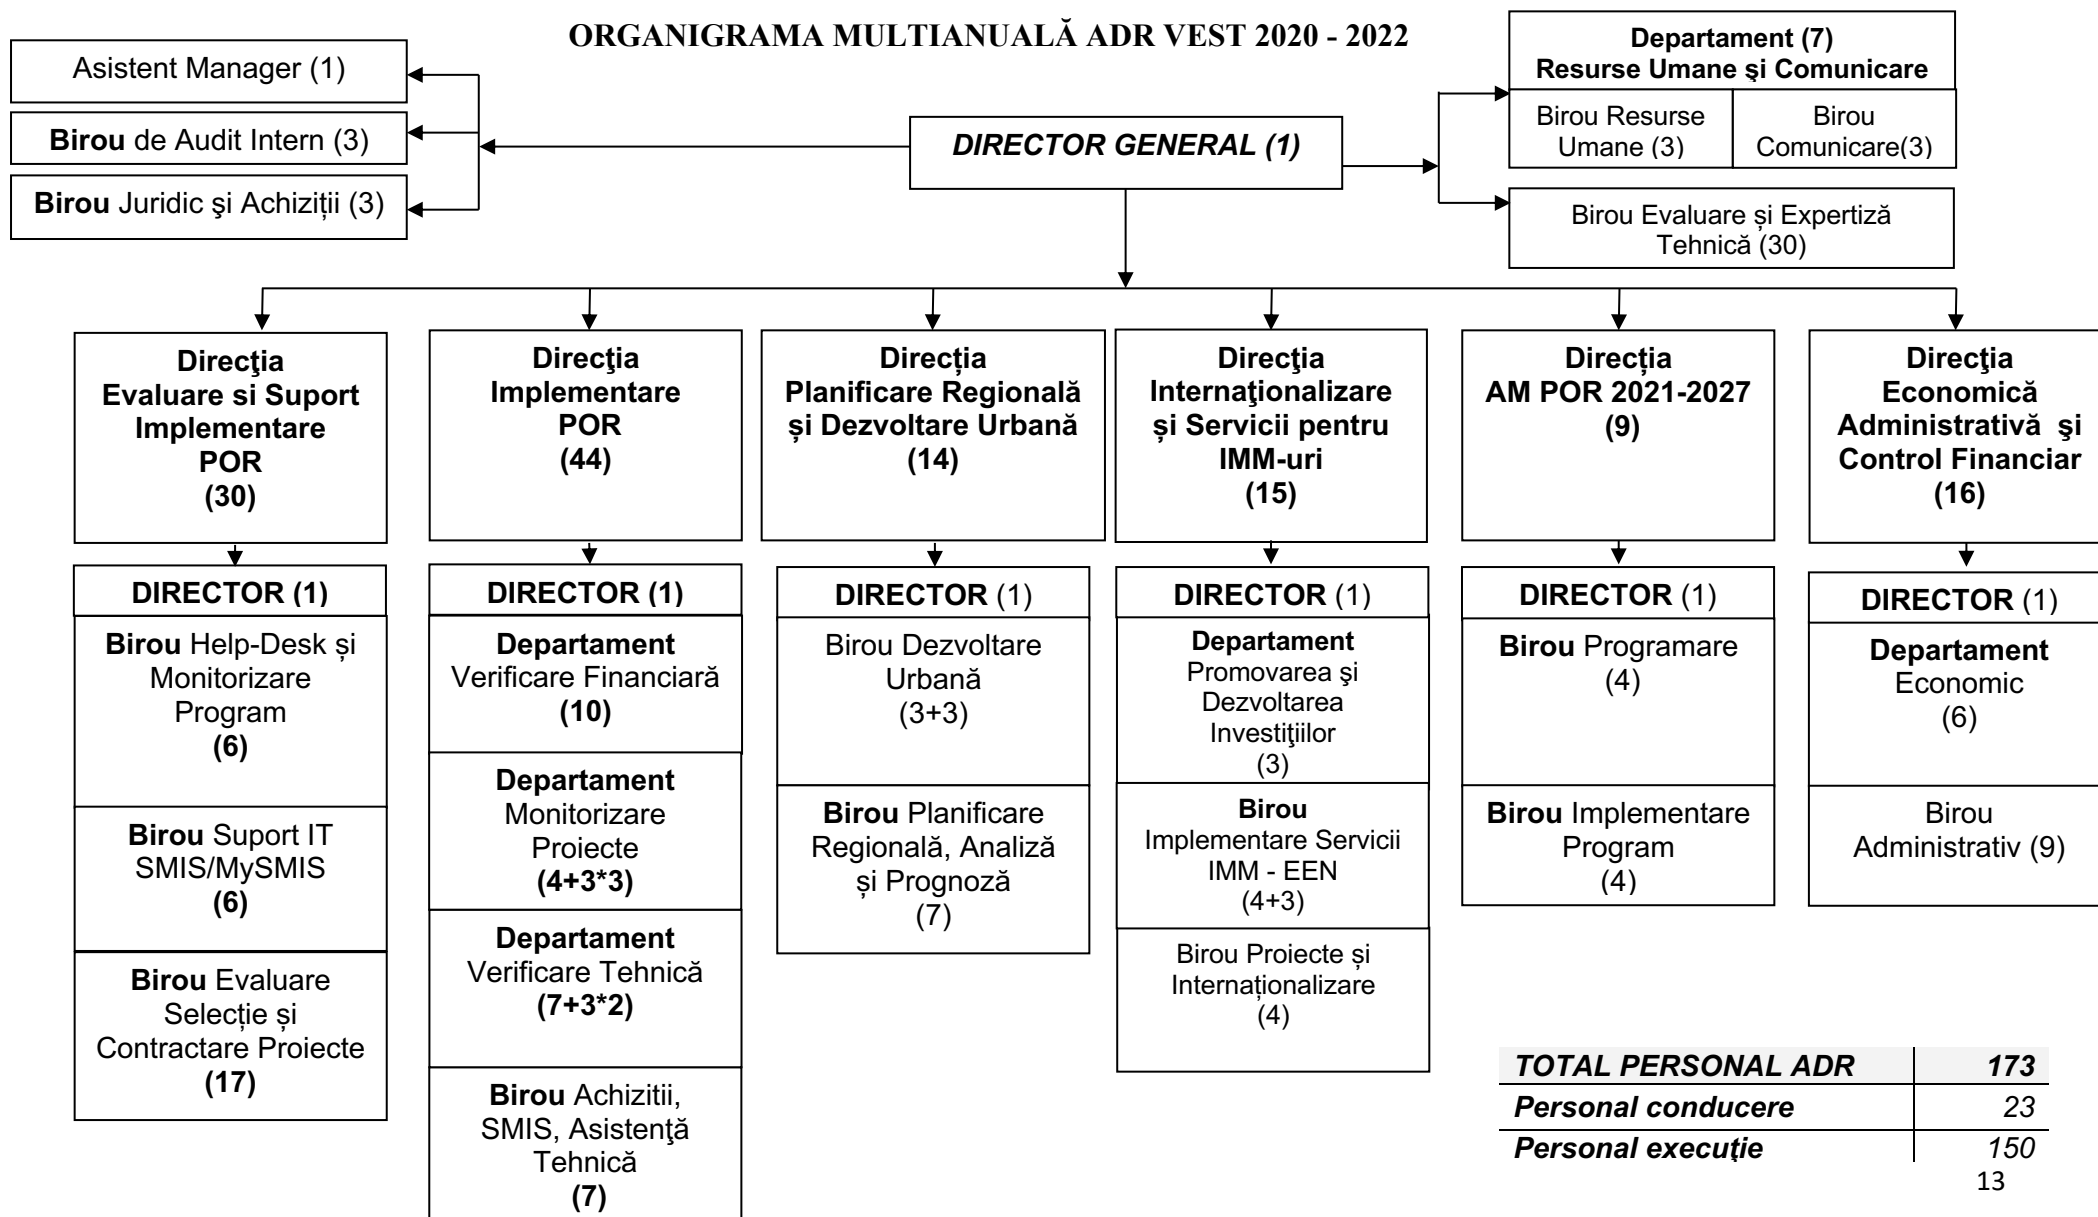 ORGANIGRAMA MULTIANUALĂ ADR VEST 2020 - 2022
Asistent Manager (1)
Birou de Audit Intern (3)
Birou Juridic şi Achiziții (3)
DIRECTOR GENERAL (1)
Departament (7)
Resurse Umane şi Comunicare
Birou Resurse
Umane (3)
Birou
Comunicare(3)
Birou Evaluare și Expertiză
Tehnică (30)
Direcţia
Evaluare si Suport
Implementare
POR
(30)
DIRECTOR (1)
Birou Help-Desk și
Monitorizare
Program
(6)
Birou Suport IT
SMIS/MySMIS
(6)
Birou Evaluare
Selecție și
Contractare Proiecte
(17)
Direcţia
Implementare
POR
(44)
DIRECTOR (1)
Departament
Verificare Financiară
(10)
Departament
Monitorizare
Proiecte
(4+3*3)
Departament
Verificare Tehnică
(7+3*2)
Birou Achizitii,
SMIS, Asistenţă
Tehnică
(7)
Direcția
Planificare Regională
și Dezvoltare Urbană
(14)
DIRECTOR (1)
Birou Dezvoltare
Urbană
(3+3)
Birou Planificare
Regională, Analiză
și Prognoză
(7)
Direcţia
Internaţionalizare
și Servicii pentru
IMM-uri
(15)
DIRECTOR (1)
Departament
Promovarea şi
Dezvoltarea
Investiţiilor
(3)
Birou
Implementare Servicii
IMM - EEN
(4+3)
Birou Proiecte și
Internaționalizare
(4)
Direcția
AM POR 2021-2027
(9)
DIRECTOR (1)
Birou Programare
(4)
Birou Implementare
Program
(4)
Direcţia
Economică
Administrativă şi
Control Financiar
(16)
DIRECTOR (1)
Departament
Economic
(6)
Birou
Administrativ (9)
TOTAL PERSONAL ADR 173
Personal conducere 23
Personal execuţie 150
13